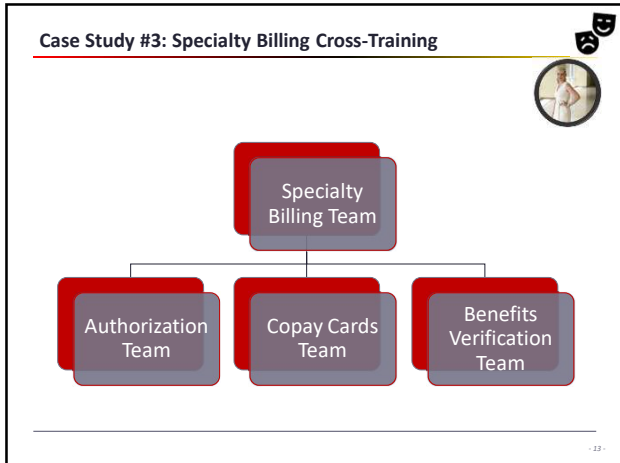 Case Study #3: Specialty Billing Cross-Training
Specialty
Billing Team
Authorization
Team
Copay Cards
Team
Benefits
Verification
Team
- 13 -